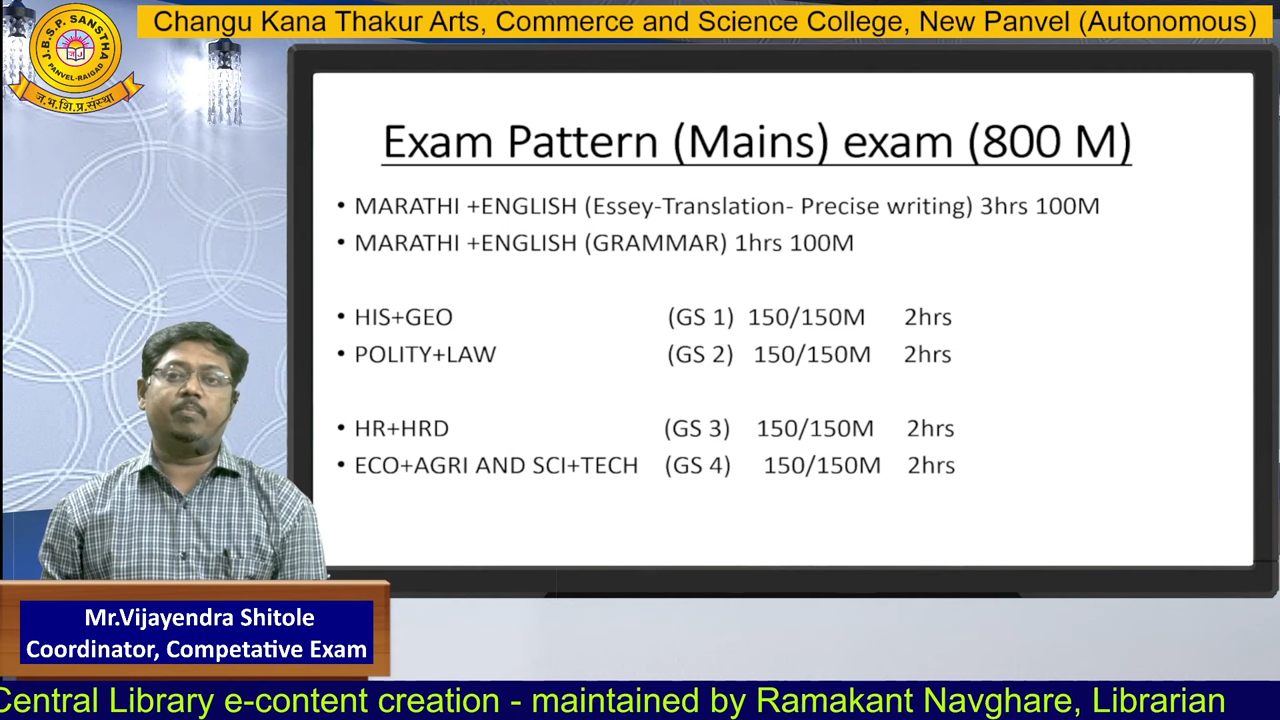 Changu Kana Thakur Arts, Commerce and Science College, New Panvel (Autonomous)
J.B.S.P. SANSTHA
PANVEL-RAIGAD
ज.भ.शि.प्र.संस्था
Exam Pattern (Mains) exam (800 M)
• MARATHI +ENGLISH (Essey-Translation- Precise writing) 3hrs 100M
• MARATHI +ENGLISH (GRAMMAR) 1hrs 100M
• HIS+GEO (GS 1) 150/150M 2hrs
• POLITY+LAW (GS 2) 150/150M 2hrs
• HR+HRD (GS 3) 150/150M 2hrs
• ECO+AGRI AND SCI+TECH (GS 4) 150/150M 2hrs
Mr.Vijayendra Shitole
Coordinator, Competative Exam
Central Library e-content creation - maintained by Ramakant Navghare, Librarian